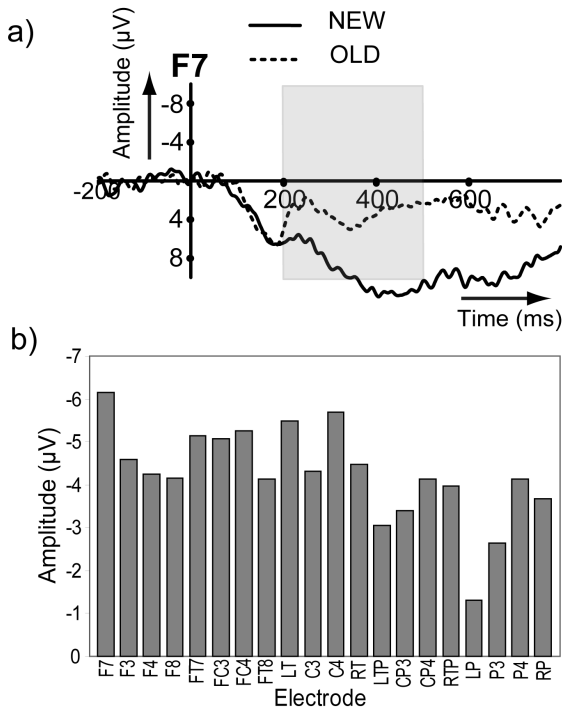 a)
NEW
OLD
Amplitude (µV)
F7
-8
-4
-200
200
400
600
4
8
Time (ms)
b)
-7
-6
-5
-4
-3
-2
-1
0
Amplitude (µV)
F7 F3 F4 F8 FT7 FC3 FC4 FT8 LT C3 C4 RT LTP CP3 CP4 RTP LP P3 P4 RP
Electrode